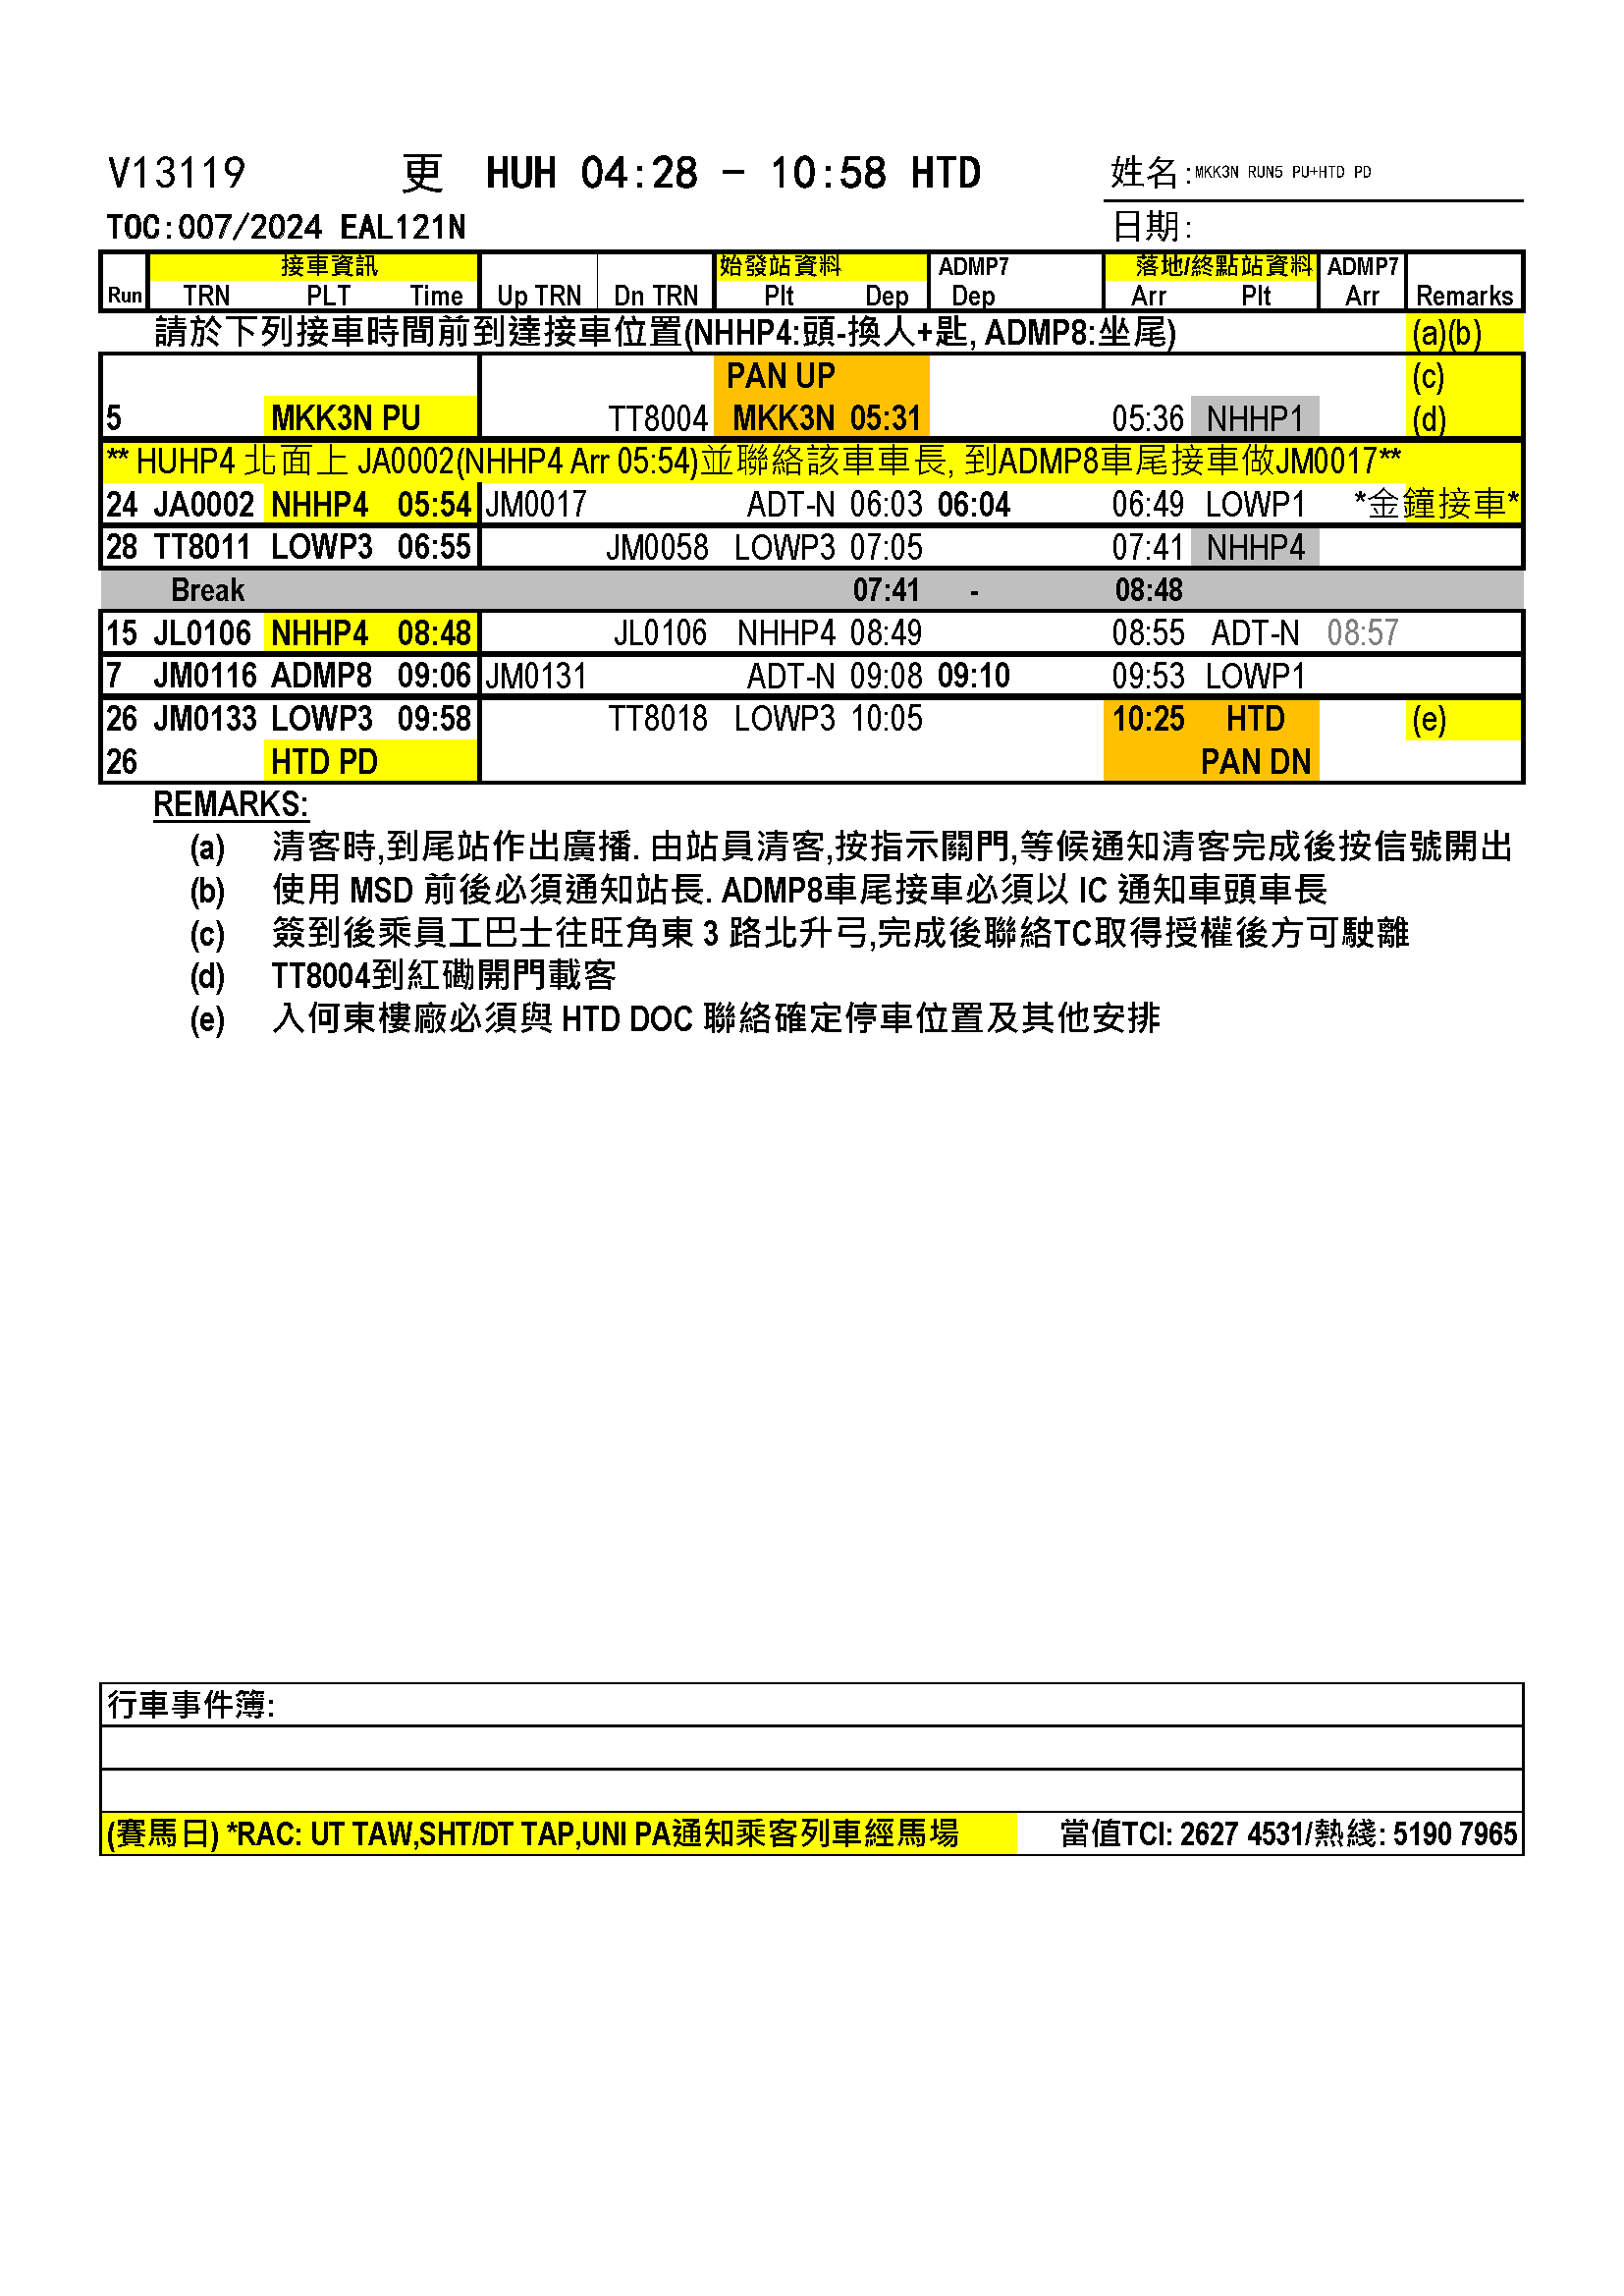 V13119 更 HUH 04:28 - 10:58 HTD 姓名:MKK3N RUN5 PU+HTD PD
TOC:007/2024 EAL121N 日期:
接車資訊 始發站資料 ADMP7 落地/終點站資料 ADMP7
Run TRN PLT Time Up TRN Dn TRN Plt Dep Dep Arr Plt Arr Remarks
請於下列接車時間前到達接車位置(NHHP4:頭-換人+匙, ADMP8:坐尾) (a)(b)
PAN UP (c)
5 MKK3N PU TT8004 MKK3N 05:31 05:36 NHHP1 (d)
** HUHP4 北面上 JA0002(NHHP4 Arr 05:54)並聯絡該車車長, 到ADMP8車尾接車做JM0017**
24 JA0002 NHHP4 05:54 JM0017 ADT-N 06:03 06:04 06:49 LOWP1 *金鐘接車*
28 TT8011 LOWP3 06:55 JM0058 LOWP3 07:05 07:41 NHHP4
Break 07:41 - 08:48
15 JL0106 NHHP4 08:48 JL0106 NHHP4 08:49 08:55 ADT-N 08:57
7 JM0116 ADMP8 09:06 JM0131 ADT-N 09:08 09:10 09:53 LOWP1
26 JM0133 LOWP3 09:58 TT8018 LOWP3 10:05 10:25 HTD (e)
26 HTD PD PAN DN
REMARKS:
(a) 清客時,到尾站作出廣播. 由站員清客,按指示關門,等候通知清客完成後按信號開出
(b) 使用 MSD 前後必須通知站長. ADMP8車尾接車必須以 IC 通知車頭車長
(c) 簽到後乘員工巴士往旺角東 3 路北升弓,完成後聯絡TC取得授權後方可駛離
(d) TT8004到紅磡開門載客
(e) 入何東樓廠必須與 HTD DOC 聯絡確定停車位置及其他安排
行車事件簿:
(賽馬日) *RAC: UT TAW,SHT/DT TAP,UNI PA通知乘客列車經馬場 當值TCI: 2627 4531/熱綫: 5190 7965